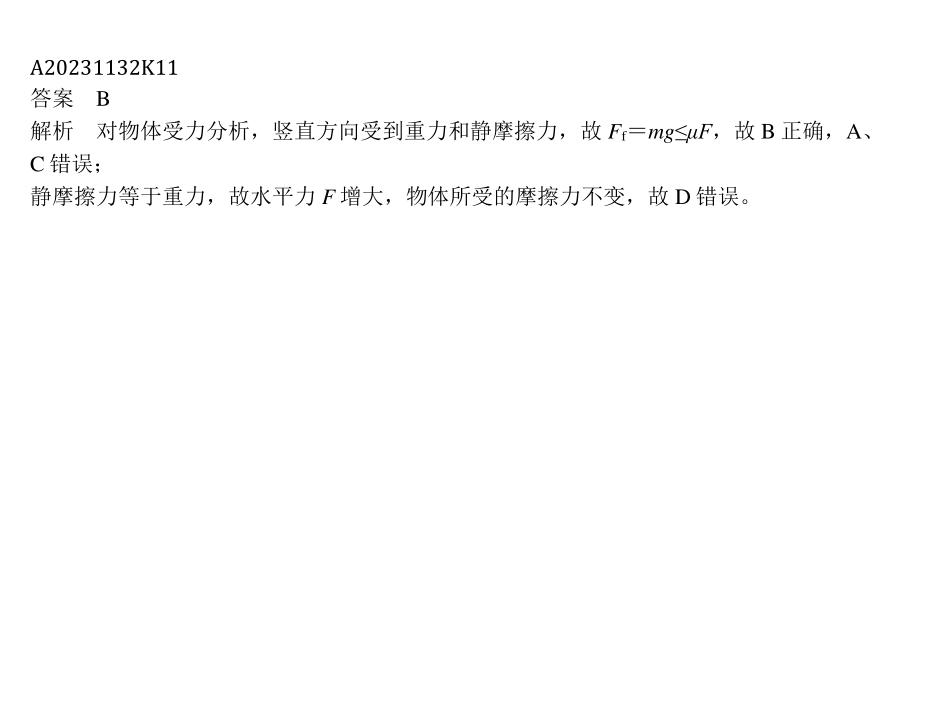 A20231132K11
答案　B
解析　对物体受力分析，竖直方向受到重力和静摩擦力，故 Ff＝mg≤μF，故 B 正确，A、
C 错误；
静摩擦力等于重力，故水平力 F 增大，物体所受的摩擦力不变，故 D 错误。